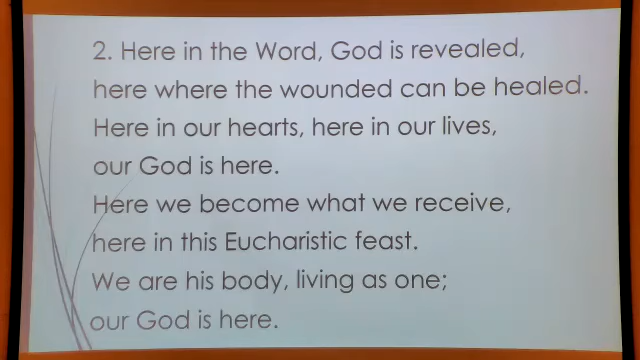 2. Here in the Word, God is revealed,
here where the wounded can be healed.
Here in our hearts, here in our lives,
our God is here.
Here we become what we receive,
here in this Eucharistic feast.
We are his body, living as one;
our God is here.